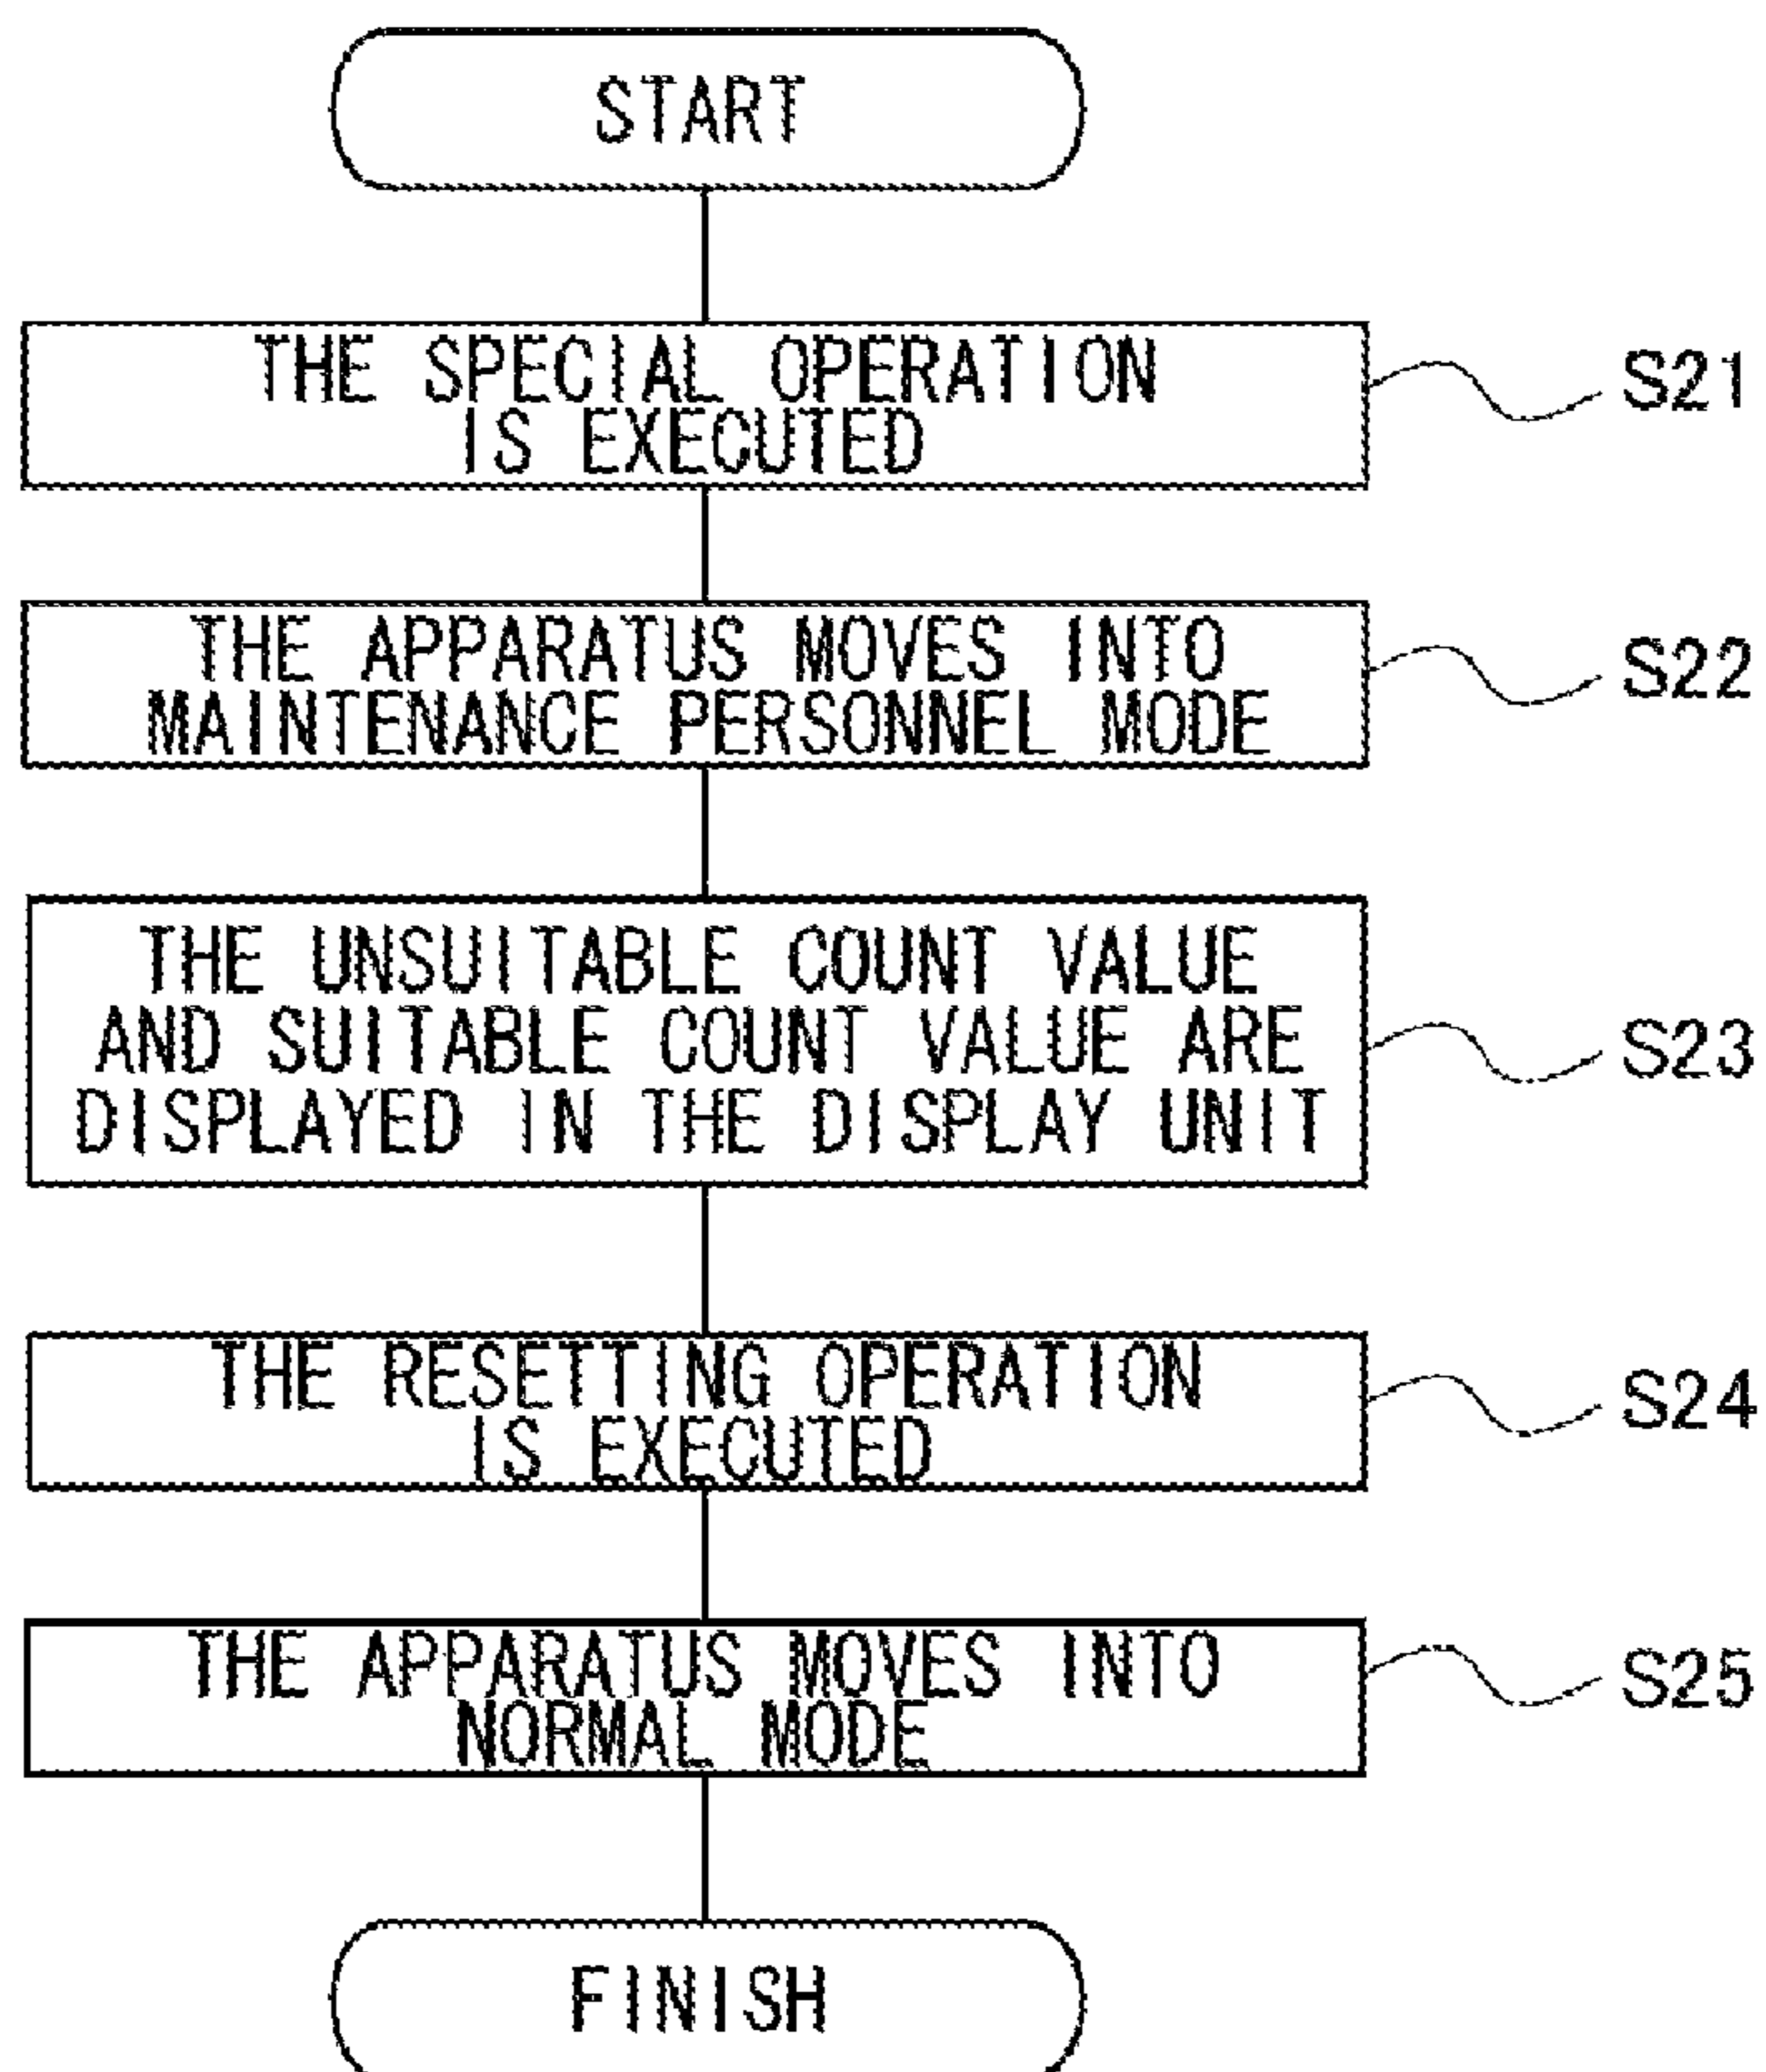 START
THE SPECIAL OPERATION
IS EXECUTED
S21
THE APPARATUS MOVES INTO
MAINTENANCE PERSONNEL MODE
S22
THE UNSUITABLE COUNT VALUE
AND SUITABLE COUNT VALUE ARE
DISPLAYED IN THE DISPLAY UNIT
S23
THE RESETTING OPERATION
IS EXECUTED
S24
THE APPARATUS MOVES INTO
NORMAL MODE
S25
FINISH